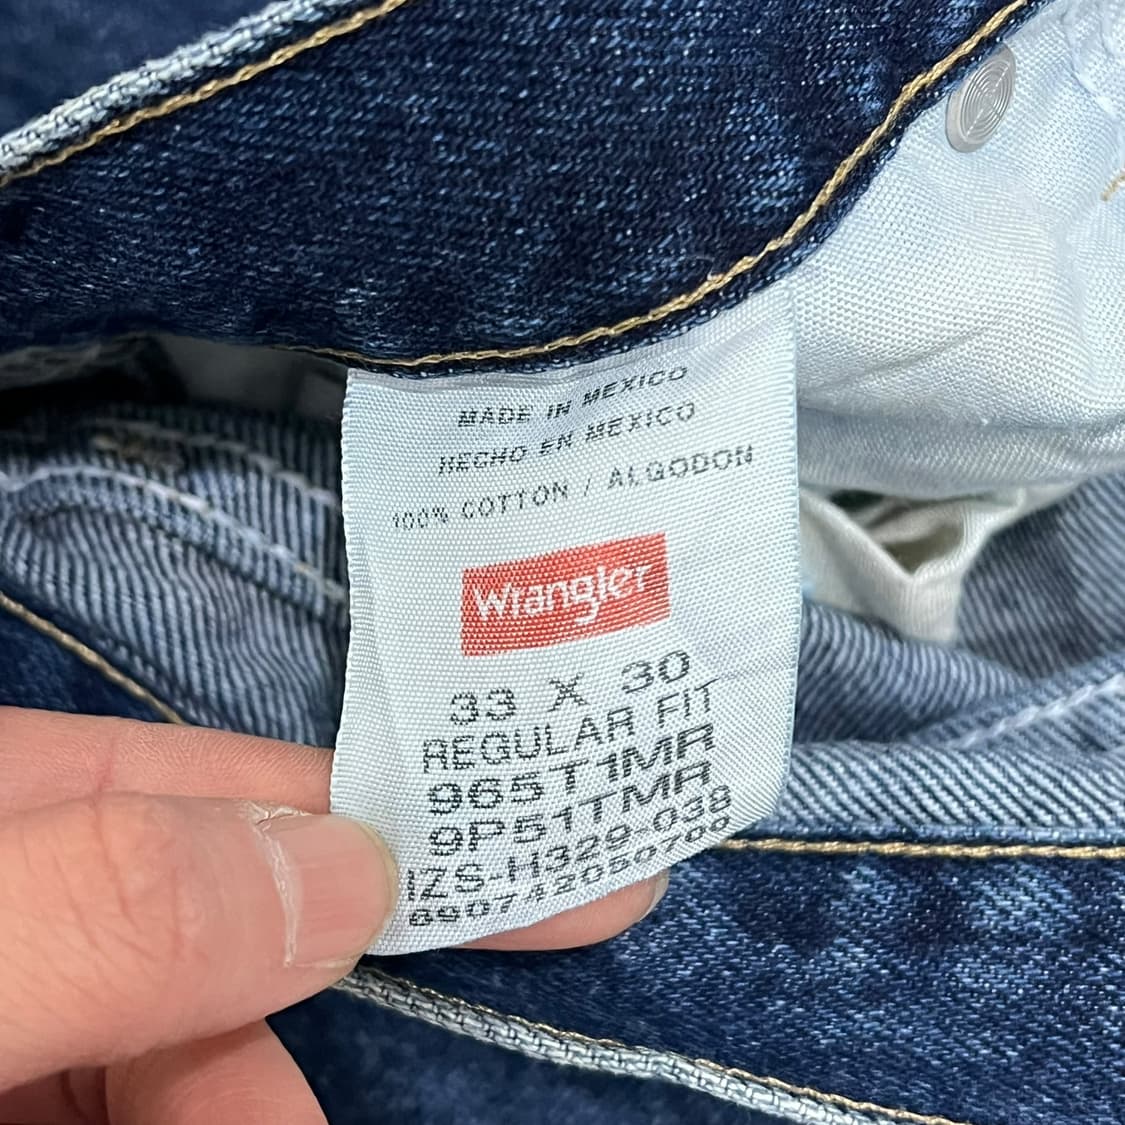 MADE IN MEXICO
HECHO EN MEXICO
100% COTTON / ALGODON
Wrangler
33 X 30
REGULAR FIT
965T1MR
9P51TMR
IZS-H329-038